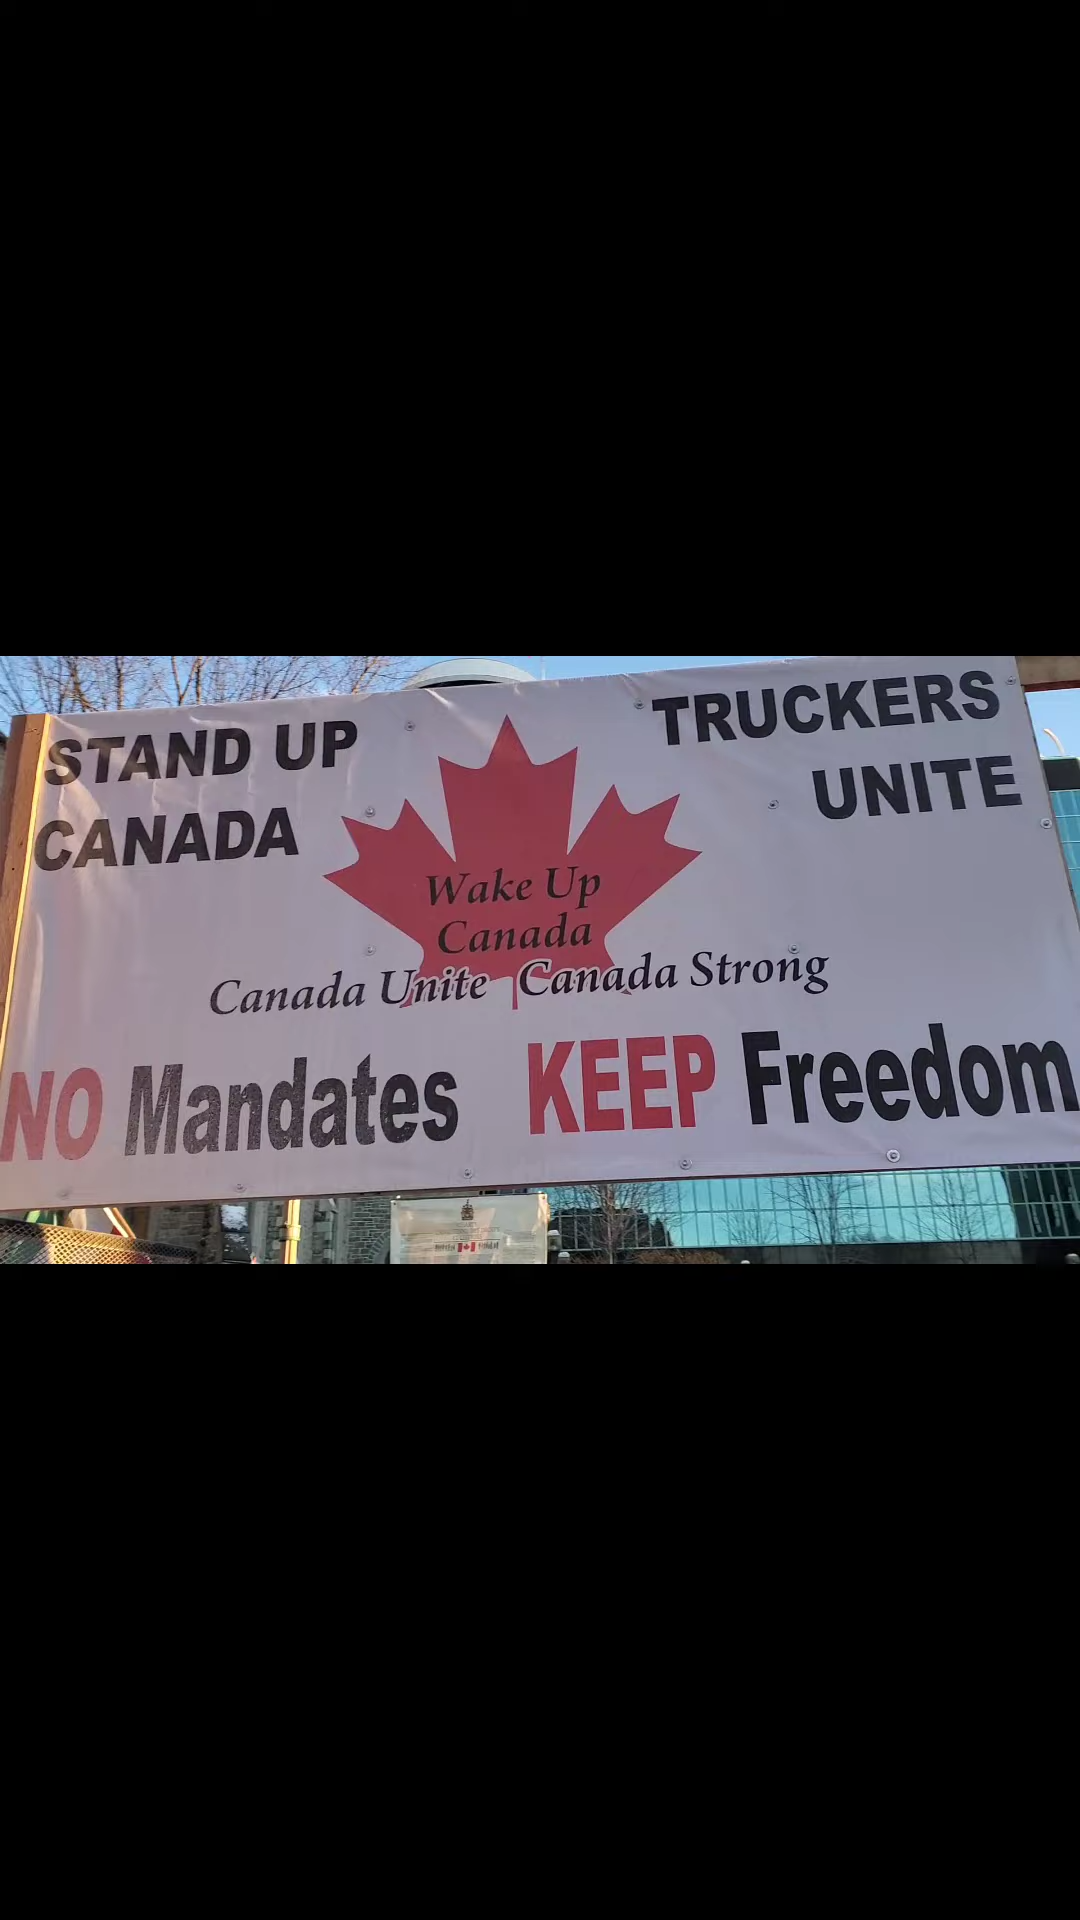 STAND UP
CANADA
TRUCKERS
UNITE
Wake Up
Canada
Canada Unite Canada Strong
NO Mandates KEEP Freedom